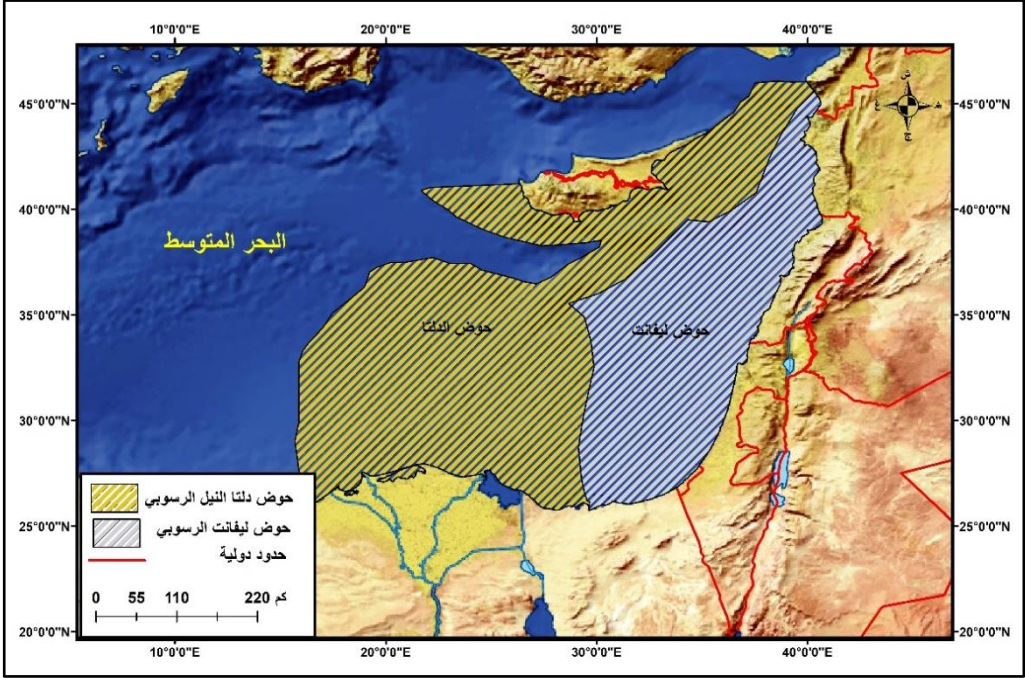 10°0'0"E 20°0'0"E 30°0'0"E 40°0'0"E
ش
غ
ج
45°0'0"N 45°0'0"N
40°0'0"N 40°0'0"N
البحر المتوسط
35°0'0"N 35°0'0"N
حوض ليفانت
حوض الدلتا
30°0'0"N 30°0'0"N
25°0'0"N 25°0'0"N
20°0'0"N 20°0'0"N
حوض دلتا النيل الرسوبي
حوض ليفانت الرسوبي
حدود دولية
0 55 110 220 كم
10°0'0"E 20°0'0"E 30°0'0"E 40°0'0"E